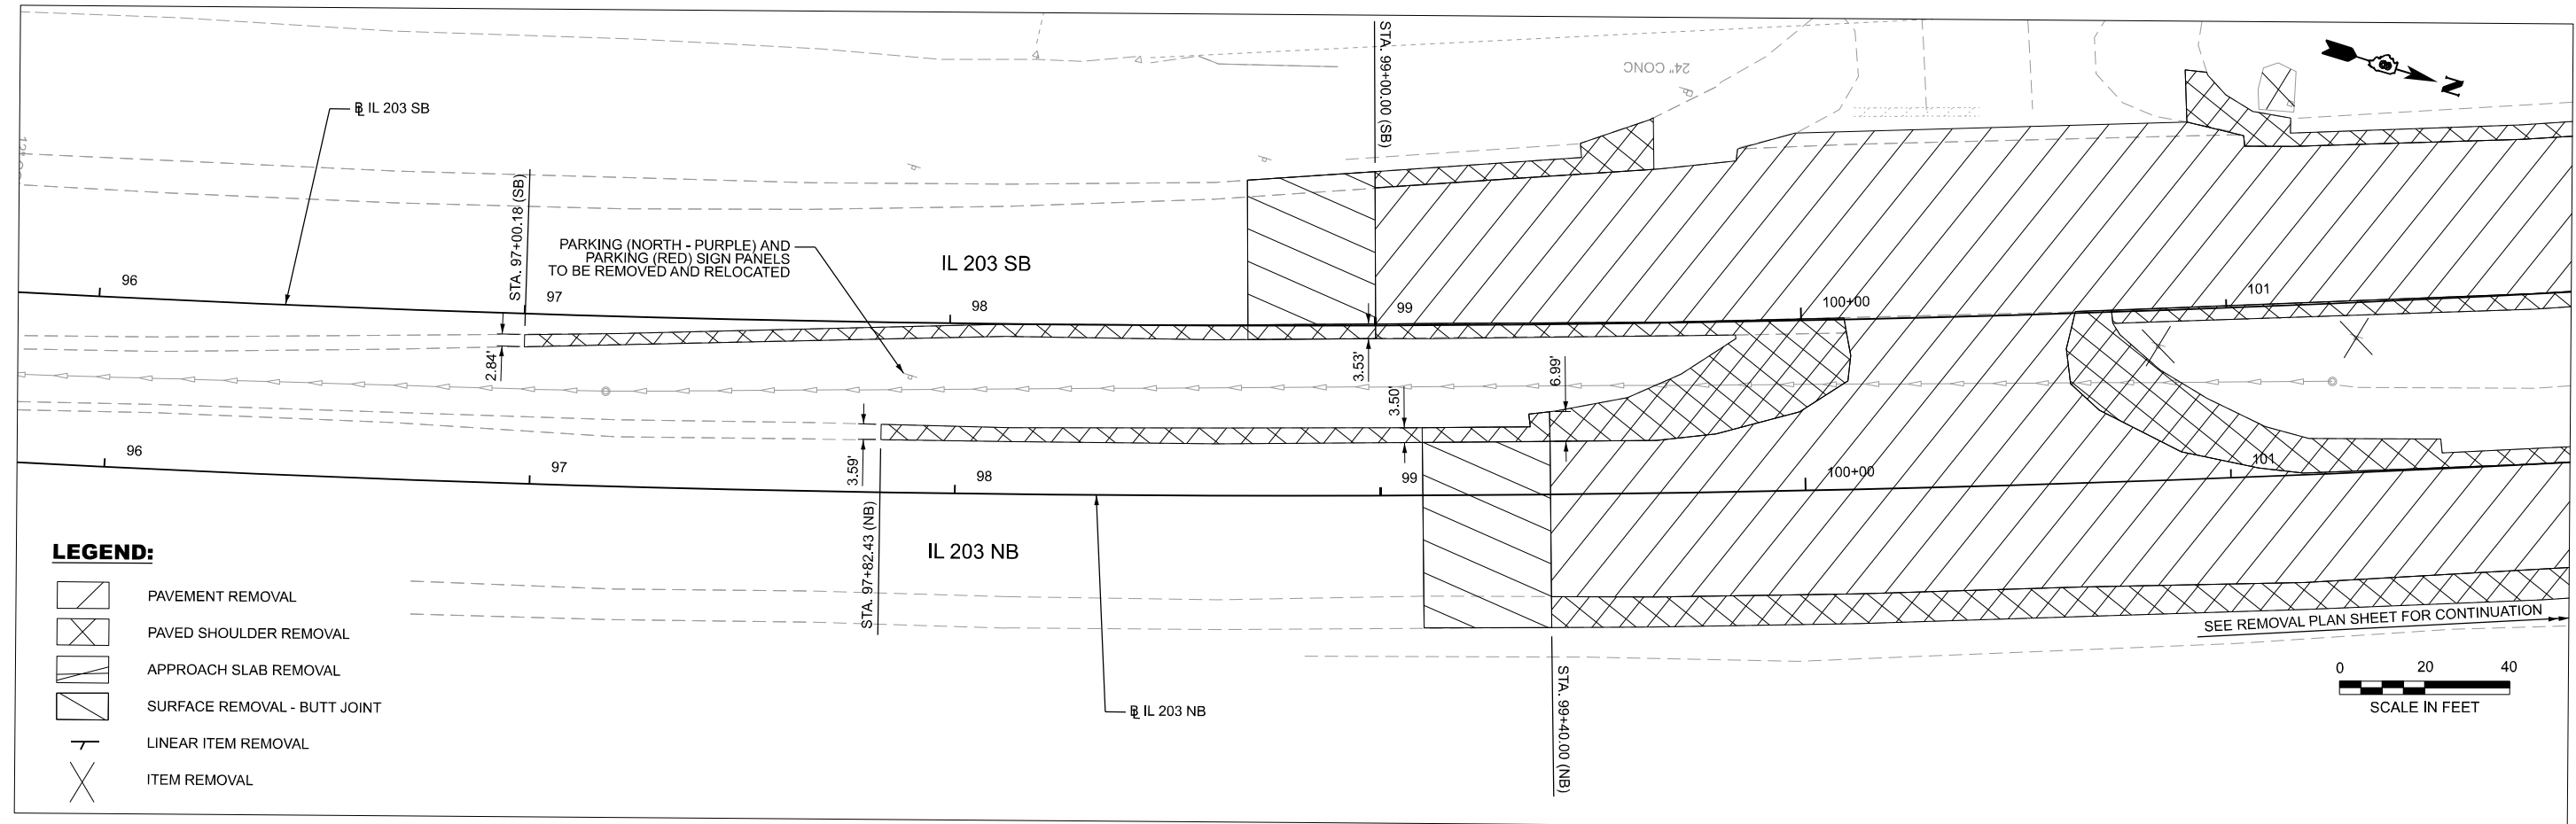 STA. 99+00.00 (SB)
24" CONC
N
℄ IL 203 SB
STA. 97+00.18 (SB)
PARKING (NORTH - PURPLE) AND
PARKING (RED) SIGN PANELS
TO BE REMOVED AND RELOCATED
IL 203 SB
96
97
98
99
100+00
101
2.84'
3.53'
3.50'
6.99'
3.59'
96
97
98
99
100+00
101
STA. 97+82.43 (NB)
IL 203 NB
℄ IL 203 NB
STA. 99+40.00 (NB)
SEE REMOVAL PLAN SHEET FOR CONTINUATION
0 20 40
SCALE IN FEET
LEGEND:
PAVEMENT REMOVAL
PAVED SHOULDER REMOVAL
APPROACH SLAB REMOVAL
SURFACE REMOVAL - BUTT JOINT
LINEAR ITEM REMOVAL
ITEM REMOVAL